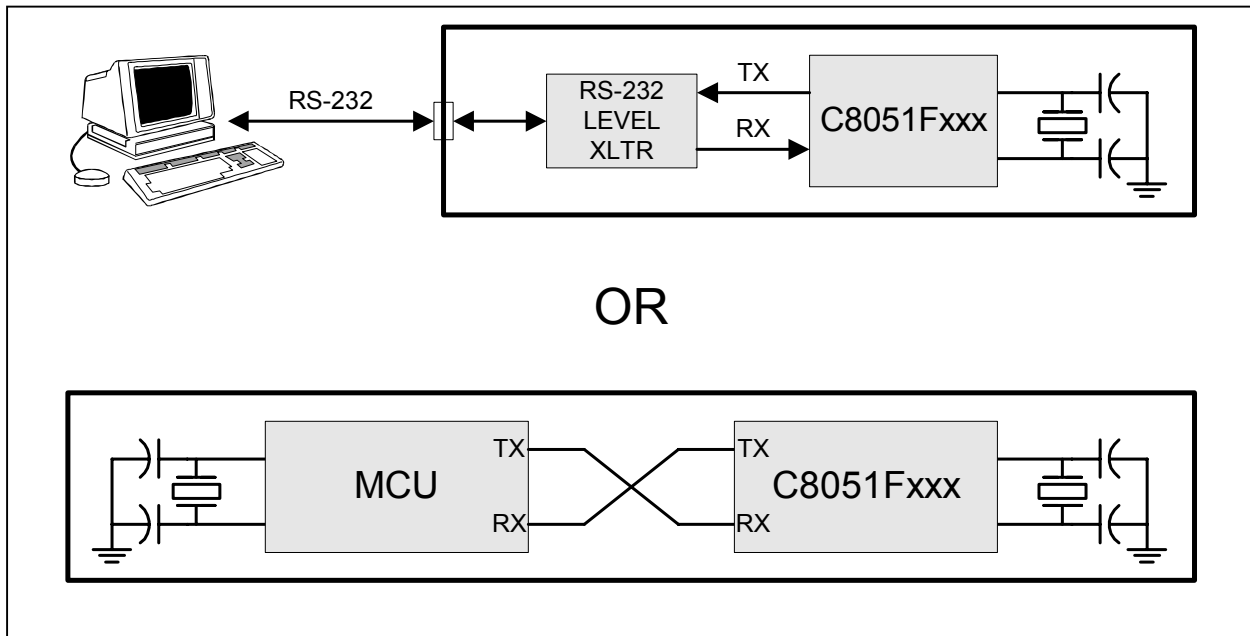 RS-232
RS-232
LEVEL
XLTR
TX
RX
C8051Fxxx
OR
MCU
TX
RX
TX
RX
C8051Fxxx